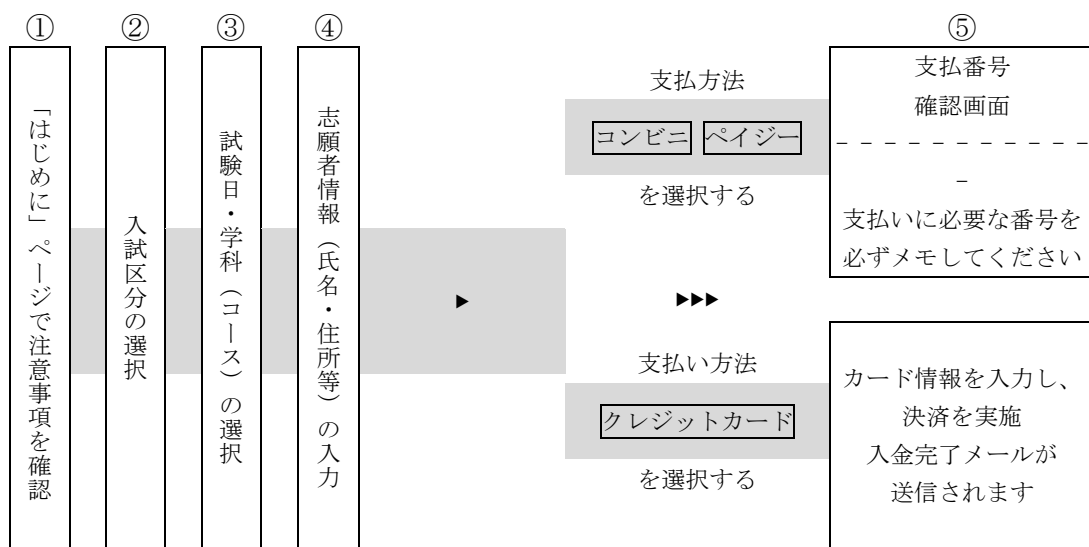 ①
②
③
④
⑤
「はじめに」ページで注意事項を確認
入試区分の選択
試験日・学科（コース）の選択
志願者情報（氏名・住所等）の入力
▶
支払方法
コンビニ ペイジー
を選択する
▶▶▶
支払い方法
クレジットカード
を選択する
支払番号
確認画面
－－－－－－－－－－－
－
支払いに必要な番号を
必ずメモしてください
カード情報を入力し、
決済を実施
入金完了メールが
送信されます